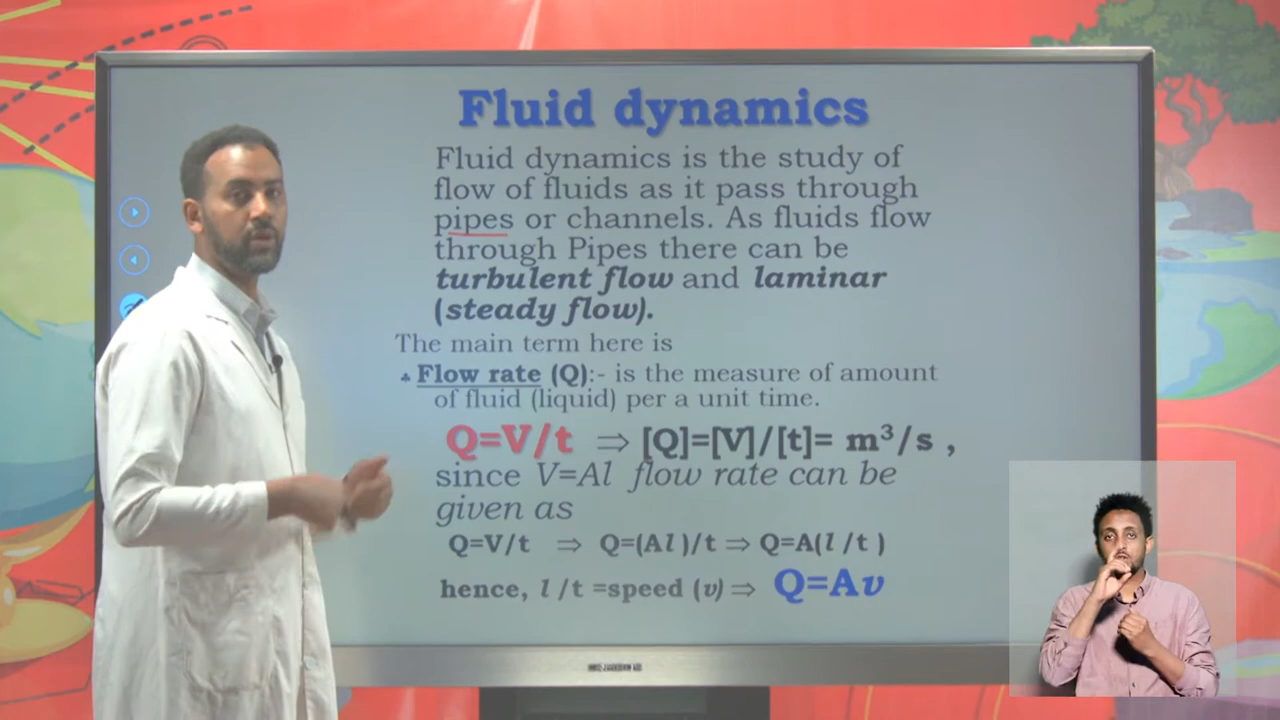 Fluid dynamics
Fluid dynamics is the study of
flow of fluids as it pass through
pipes or channels. As fluids flow
through Pipes there can be
turbulent flow and laminar
(steady flow).
The main term here is
Flow rate (Q):- is the measure of amount
of fluid (liquid) per a unit time.
Q=V/t ⇒ [Q]=[V]/[t]= m³/s ,
since V=Al flow rate can be
given as
Q=V/t ⇒ Q=(Al)/t ⇒ Q=A(l /t )
hence, l /t =speed (v) ⇒ Q=Av